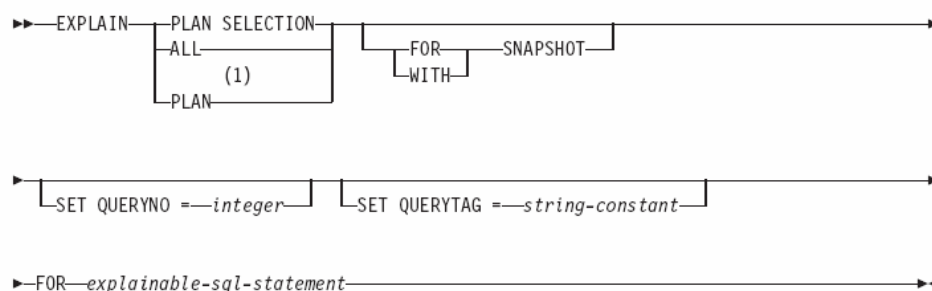 EXPLAIN PLAN SELECTION
ALL FOR SNAPSHOT
(1) WITH
PLAN
SET QUERYNO = integer SET QUERYTAG = string-constant
FOR explainable-sql-statement